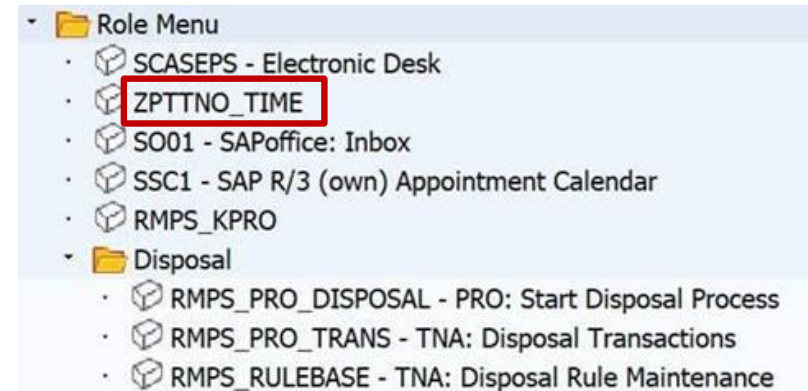 Role Menu
SCASEPS - Electronic Desk
ZPTTNO_TIME
SO01 - SAPoffice: Inbox
SSC1 - SAP R/3 (own) Appointment Calendar
RMPS_KPRO
Disposal
RMPS_PRO_DISPOSAL - PRO: Start Disposal Process
RMPS_PRO_TRANS - TNA: Disposal Transactions
RMPS_RULEBASE - TNA: Disposal Rule Maintenance